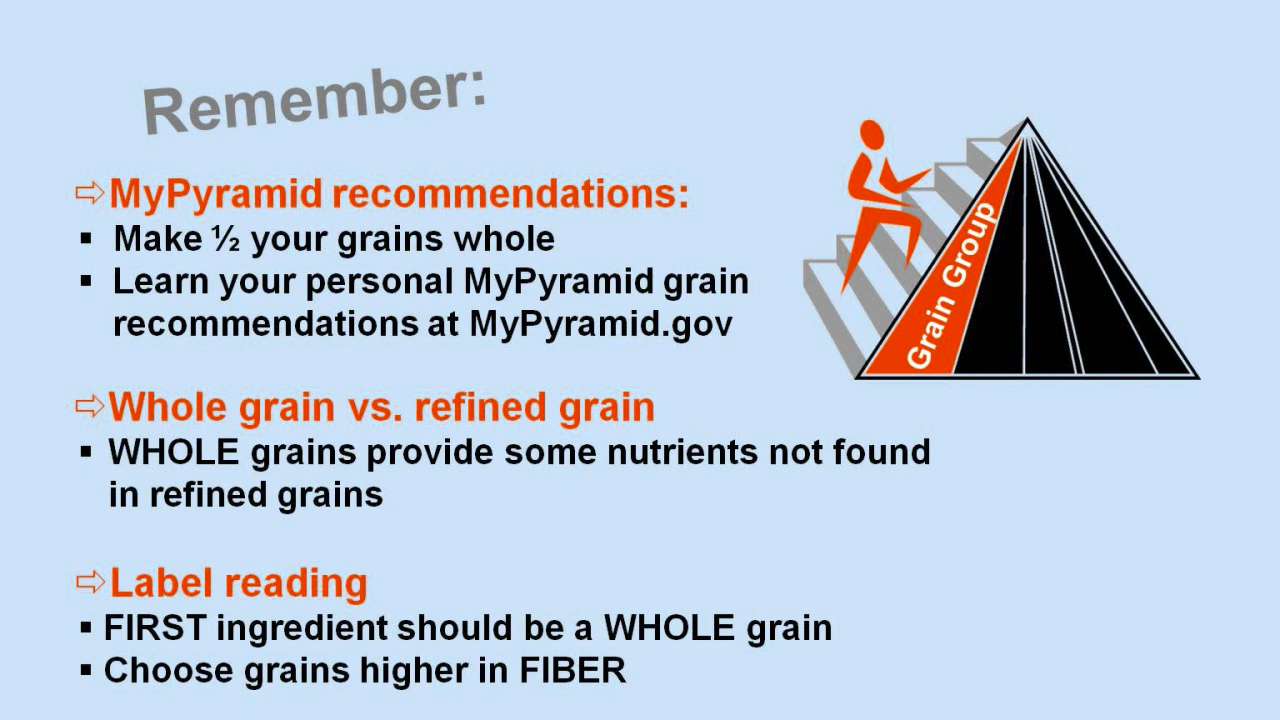 Remember:
⇨MyPyramid recommendations:
▪ Make ½ your grains whole
▪ Learn your personal MyPyramid grain
recommendations at MyPyramid.gov
Grain Group
⇨Whole grain vs. refined grain
▪ WHOLE grains provide some nutrients not found
in refined grains
⇨Label reading
▪ FIRST ingredient should be a WHOLE grain
▪ Choose grains higher in FIBER